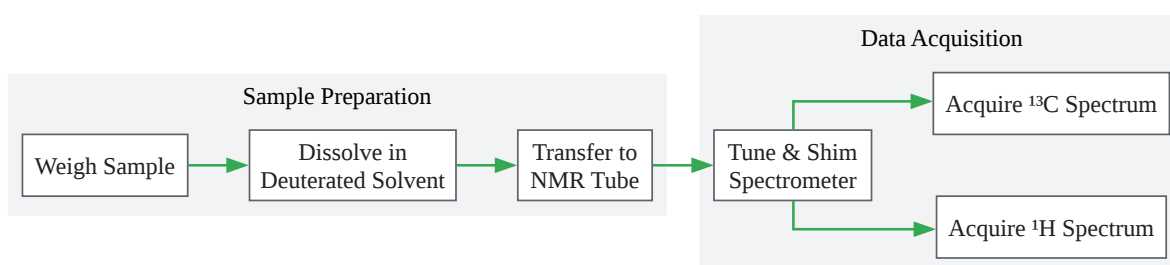 Data Acquisition
Sample Preparation
Acquire ¹³C Spectrum
Weigh Sample
Dissolve in
Deuterated Solvent
Transfer to
NMR Tube
Tune & Shim
Spectrometer
Acquire ¹H Spectrum